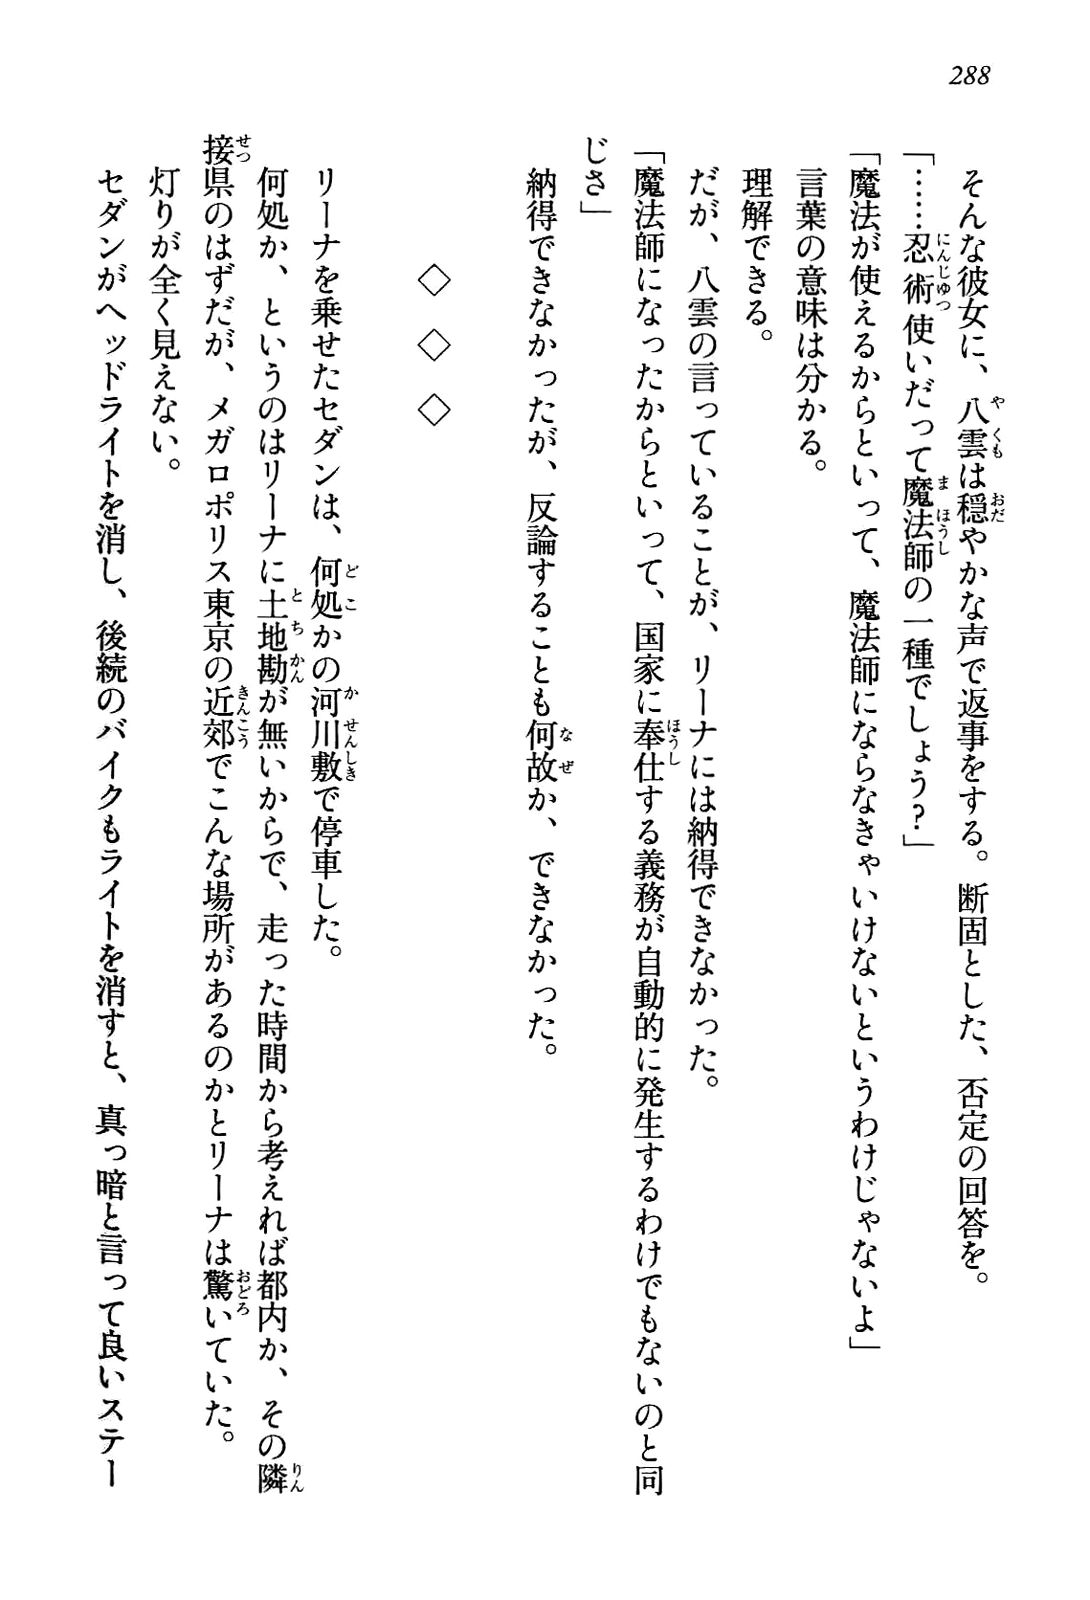 288
そんな彼女に、八雲は穏やかな声で返事をする。断固とした、否定の回答を。
「……忍術使いだって魔法師の一種でしょう？」
「魔法が使えるからといって、魔法師にならなきゃいけないというわけじゃないよ」
言葉の意味は分かる。
理解できる。
だが、八雲の言っていることが、リーナには納得できなかった。
「魔法師になったからといって、国家に奉仕する義務が自動的に発生するわけでもないのと同
じさ」
納得できなかったが、反論することも何故か、できなかった。
◇ ◇ ◇
リーナを乗せたセダンは、何処かの河川敷で停車した。
何処か、というのはリーナに土地勘が無いからで、走った時間から考えれば都内か、その隣
接県のはずだが、メガロポリス東京の近郊でこんな場所があるのかとリーナは驚いていた。
灯りが全く見えない。
セダンがヘッドライトを消し、後続のバイクもライトを消すと、真っ暗と言って良いステー